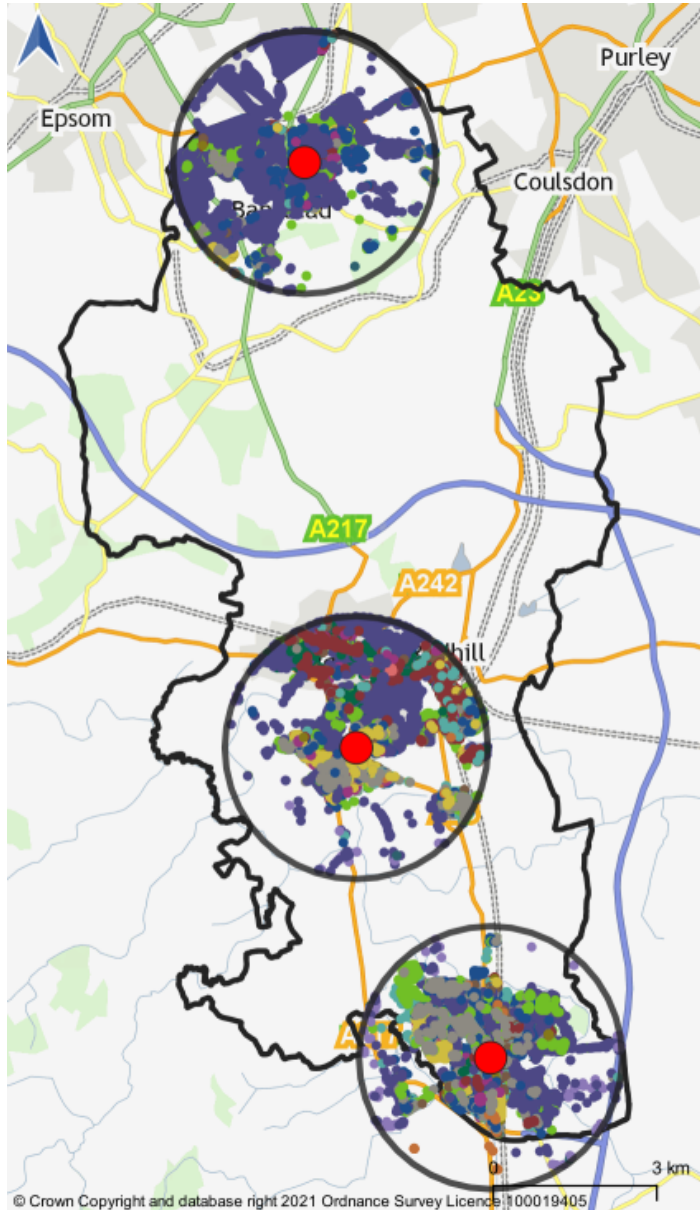 Purley
Epsom
Coulsdon
A23
A217
A242
hill
0
3 km
© Crown Copyright and database right 2021 Ordnance Survey Licence 100019405